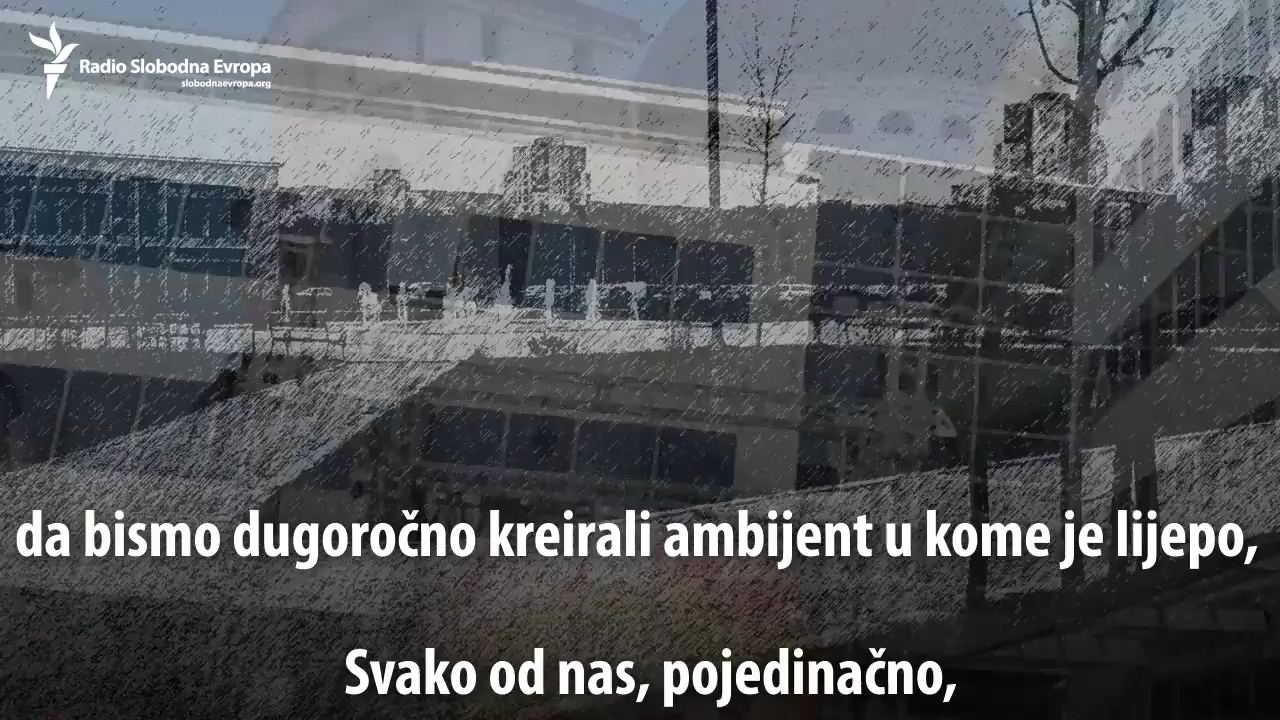 Radio Slobodna Evropa
slobodnaevropa.org
da bismo dugoročno kreirali ambijent u kome je lijepo,
Svako od nas, pojedinačno,